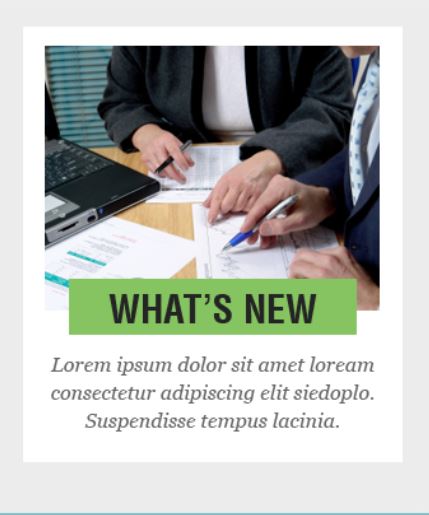 WHAT'S NEW
Lorem ipsum dolor sit amet loream
consectetur adipiscing elit siedoplo.
Suspendisse tempus lacinia.